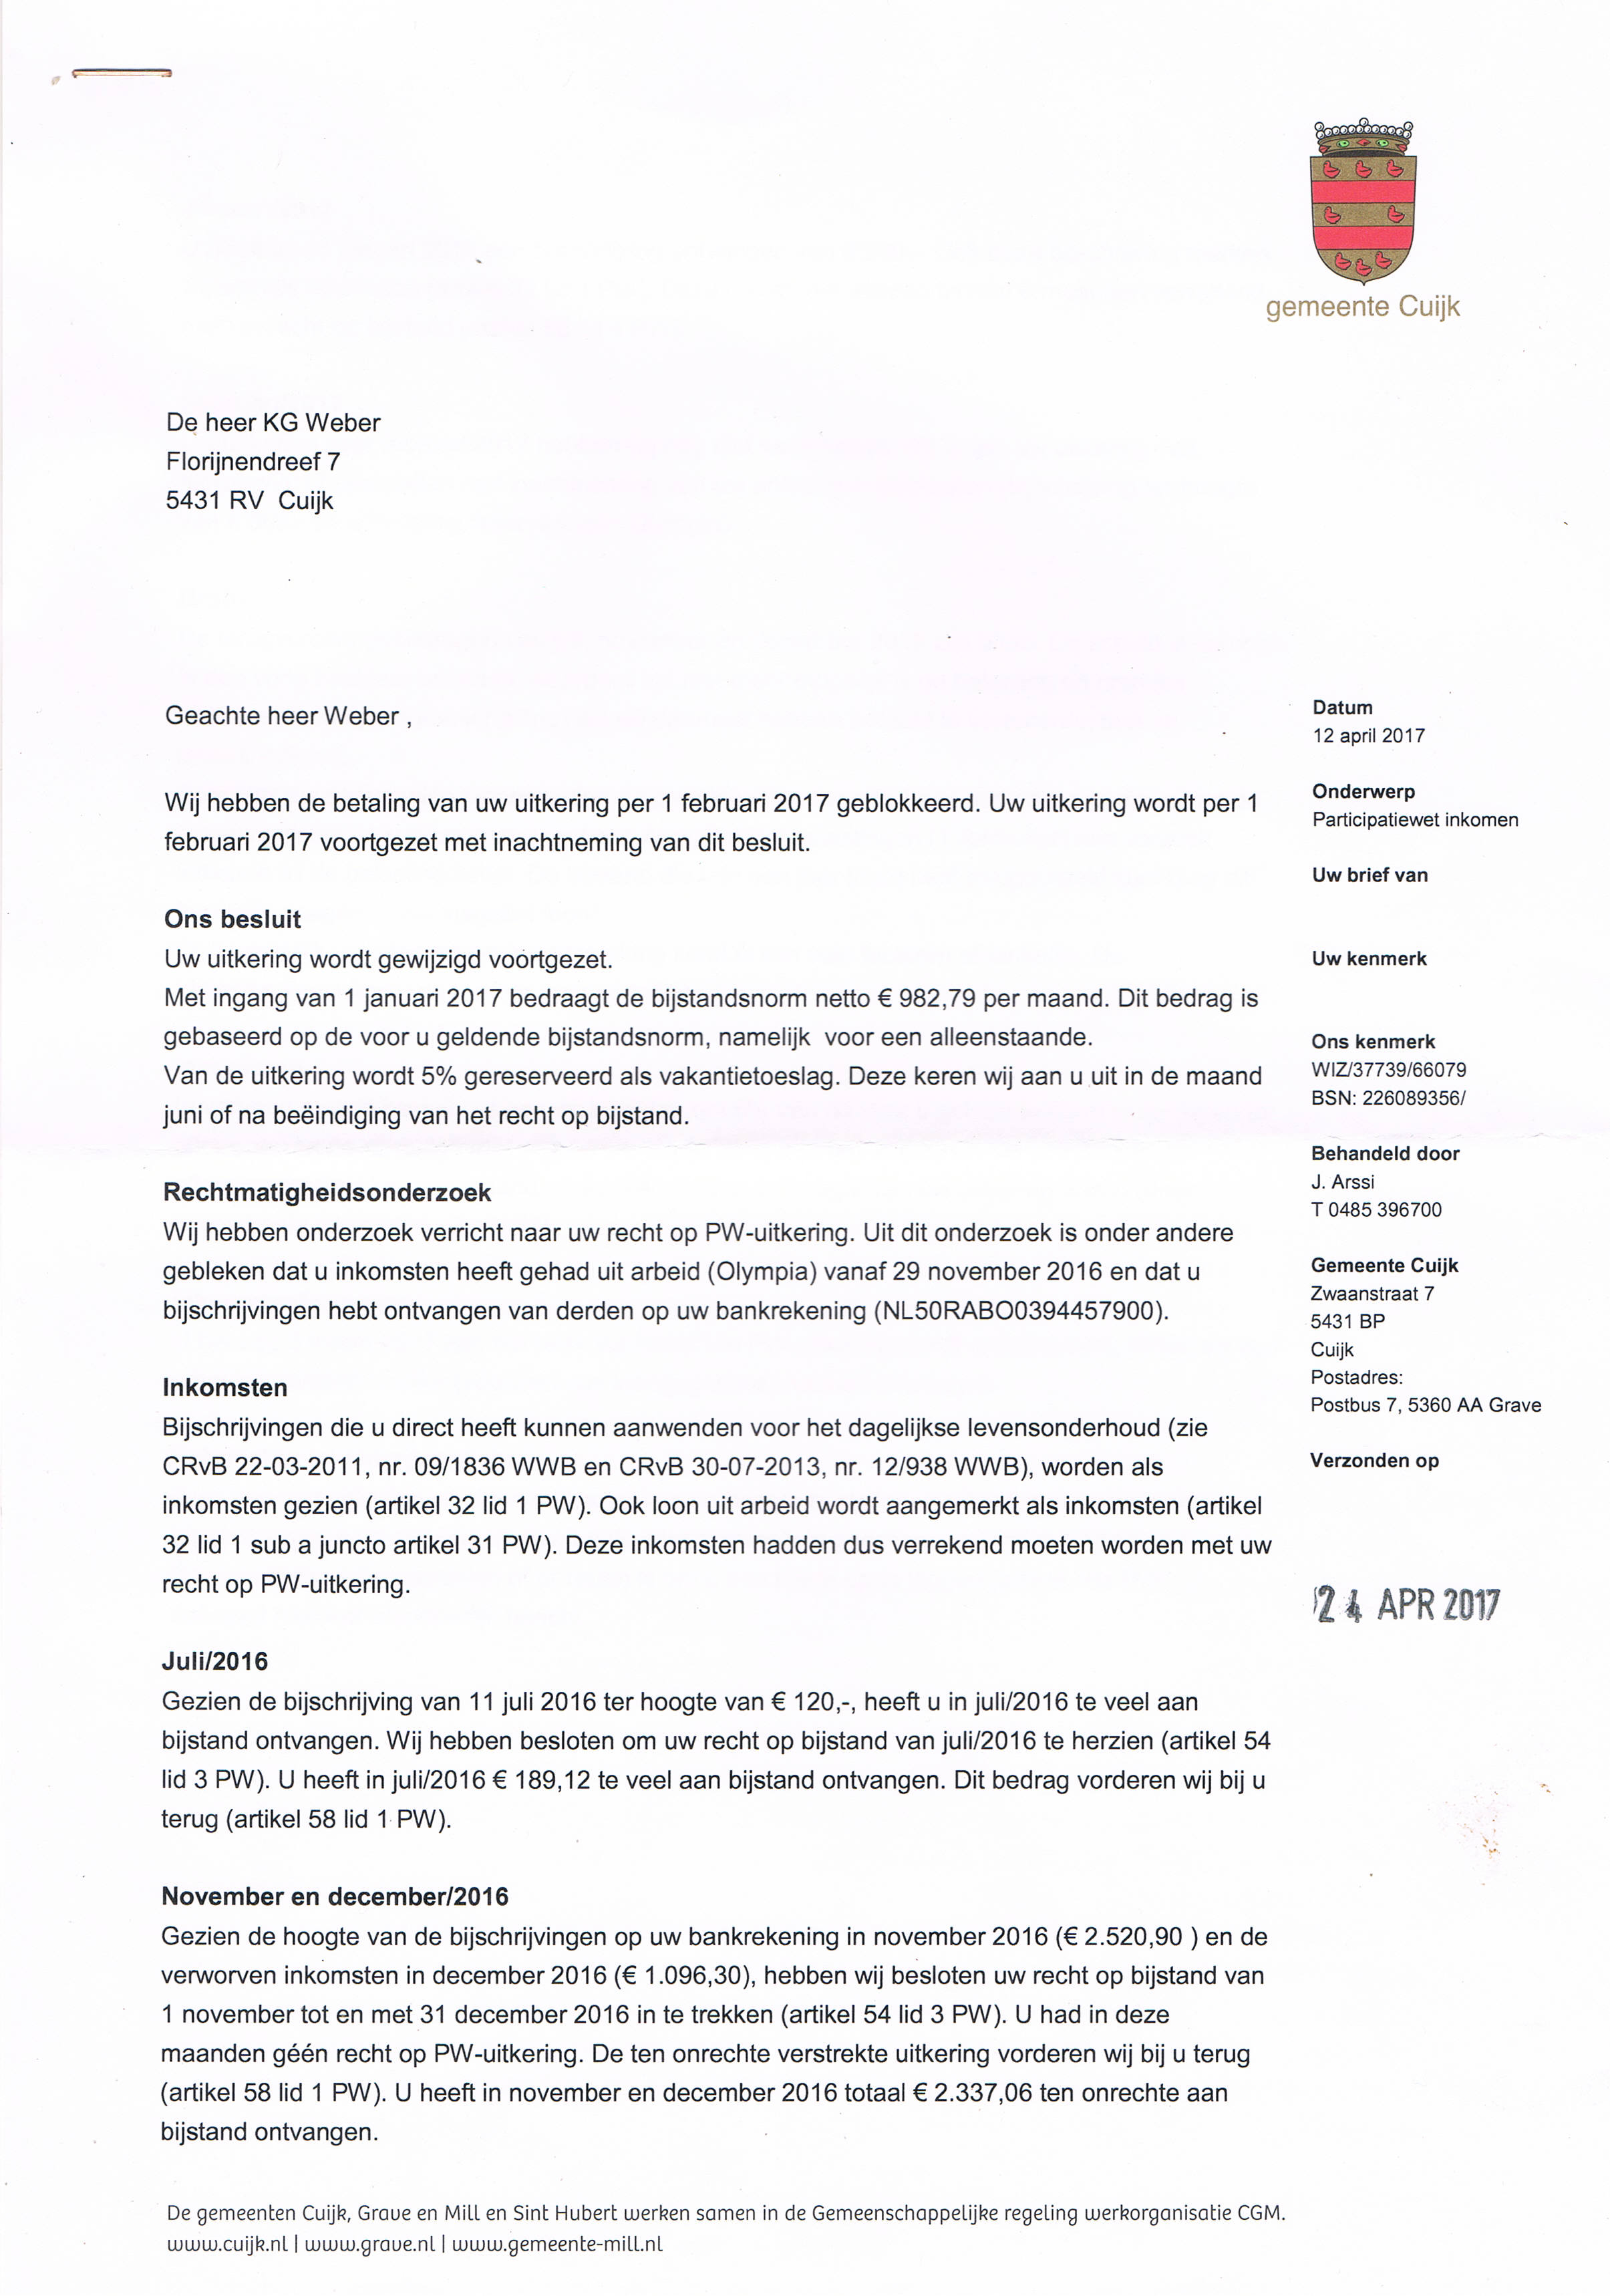 gemeente Cuijk
De heer KG Weber
Florijnendreef 7
5431 RV Cuijk
Geachte heer Weber ,
Wij hebben de betaling van uw uitkering per 1 februari 2017 geblokkeerd. Uw uitkering wordt per 1
februari 2017 voortgezet met inachtneming van dit besluit.
Ons besluit
Uw uitkering wordt gewijzigd voortgezet.
Met ingang van 1 januari 2017 bedraagt de bijstandsnorm netto € 982,79 per maand. Dit bedrag is
gebaseerd op de voor u geldende bijstandsnorm, namelijk voor een alleenstaande.
Van de uitkering wordt 5% gereserveerd als vakantietoeslag. Deze keren wij aan u uit in de maand
juni of na beëindiging van het recht op bijstand.
Rechtmatigheidsonderzoek
Wij hebben onderzoek verricht naar uw recht op PW-uitkering. Uit dit onderzoek is onder andere
gebleken dat u inkomsten heeft gehad uit arbeid (Olympia) vanaf 29 november 2016 en dat u
bijschrijvingen hebt ontvangen van derden op uw bankrekening (NL50RABO0394457900).
Inkomsten
Bijschrijvingen die u direct heeft kunnen aanwenden voor het dagelijkse levensonderhoud (zie
CRvB 22-03-2011, nr. 09/1836 WWB en CRvB 30-07-2013, nr. 12/938 WWB), worden als
inkomsten gezien (artikel 32 lid 1 PW). Ook loon uit arbeid wordt aangemerkt als inkomsten (artikel
32 lid 1 sub a juncto artikel 31 PW). Deze inkomsten hadden dus verrekend moeten worden met uw
recht op PW-uitkering.
Juli/2016
Gezien de bijschrijving van 11 juli 2016 ter hoogte van € 120,-, heeft u in juli/2016 te veel aan
bijstand ontvangen. Wij hebben besloten om uw recht op bijstand van juli/2016 te herzien (artikel 54
lid 3 PW). U heeft in juli/2016 € 189,12 te veel aan bijstand ontvangen. Dit bedrag vorderen wij bij u
terug (artikel 58 lid 1 PW).
November en december/2016
Gezien de hoogte van de bijschrijvingen op uw bankrekening in november 2016 (€ 2.520,90 ) en de
verworven inkomsten in december 2016 (€ 1.096,30), hebben wij besloten uw recht op bijstand van
1 november tot en met 31 december 2016 in te trekken (artikel 54 lid 3 PW). U had in deze
maanden géén recht op PW-uitkering. De ten onrechte verstrekte uitkering vorderen wij bij u terug
(artikel 58 lid 1 PW). U heeft in november en december 2016 totaal € 2.337,06 ten onrechte aan
bijstand ontvangen.
Datum
12 april 2017
Onderwerp
Participatiewet inkomen
Uw brief van
Uw kenmerk
Ons kenmerk
WIZ/37739/66079
BSN: 226089356/
Behandeld door
J. Arssi
T 0485 396700
Gemeente Cuijk
Zwaanstraat 7
5431 BP
Cuijk
Postadres:
Postbus 7, 5360 AA Grave
Verzonden op
24 APR 2017
De gemeenten Cuijk, Grave en Mill en Sint Hubert werken samen in de Gemeenschappelijke regeling werkorganisatie CGM.
www.cuijk.nl | www.grave.nl | www.gemeente-mill.nl